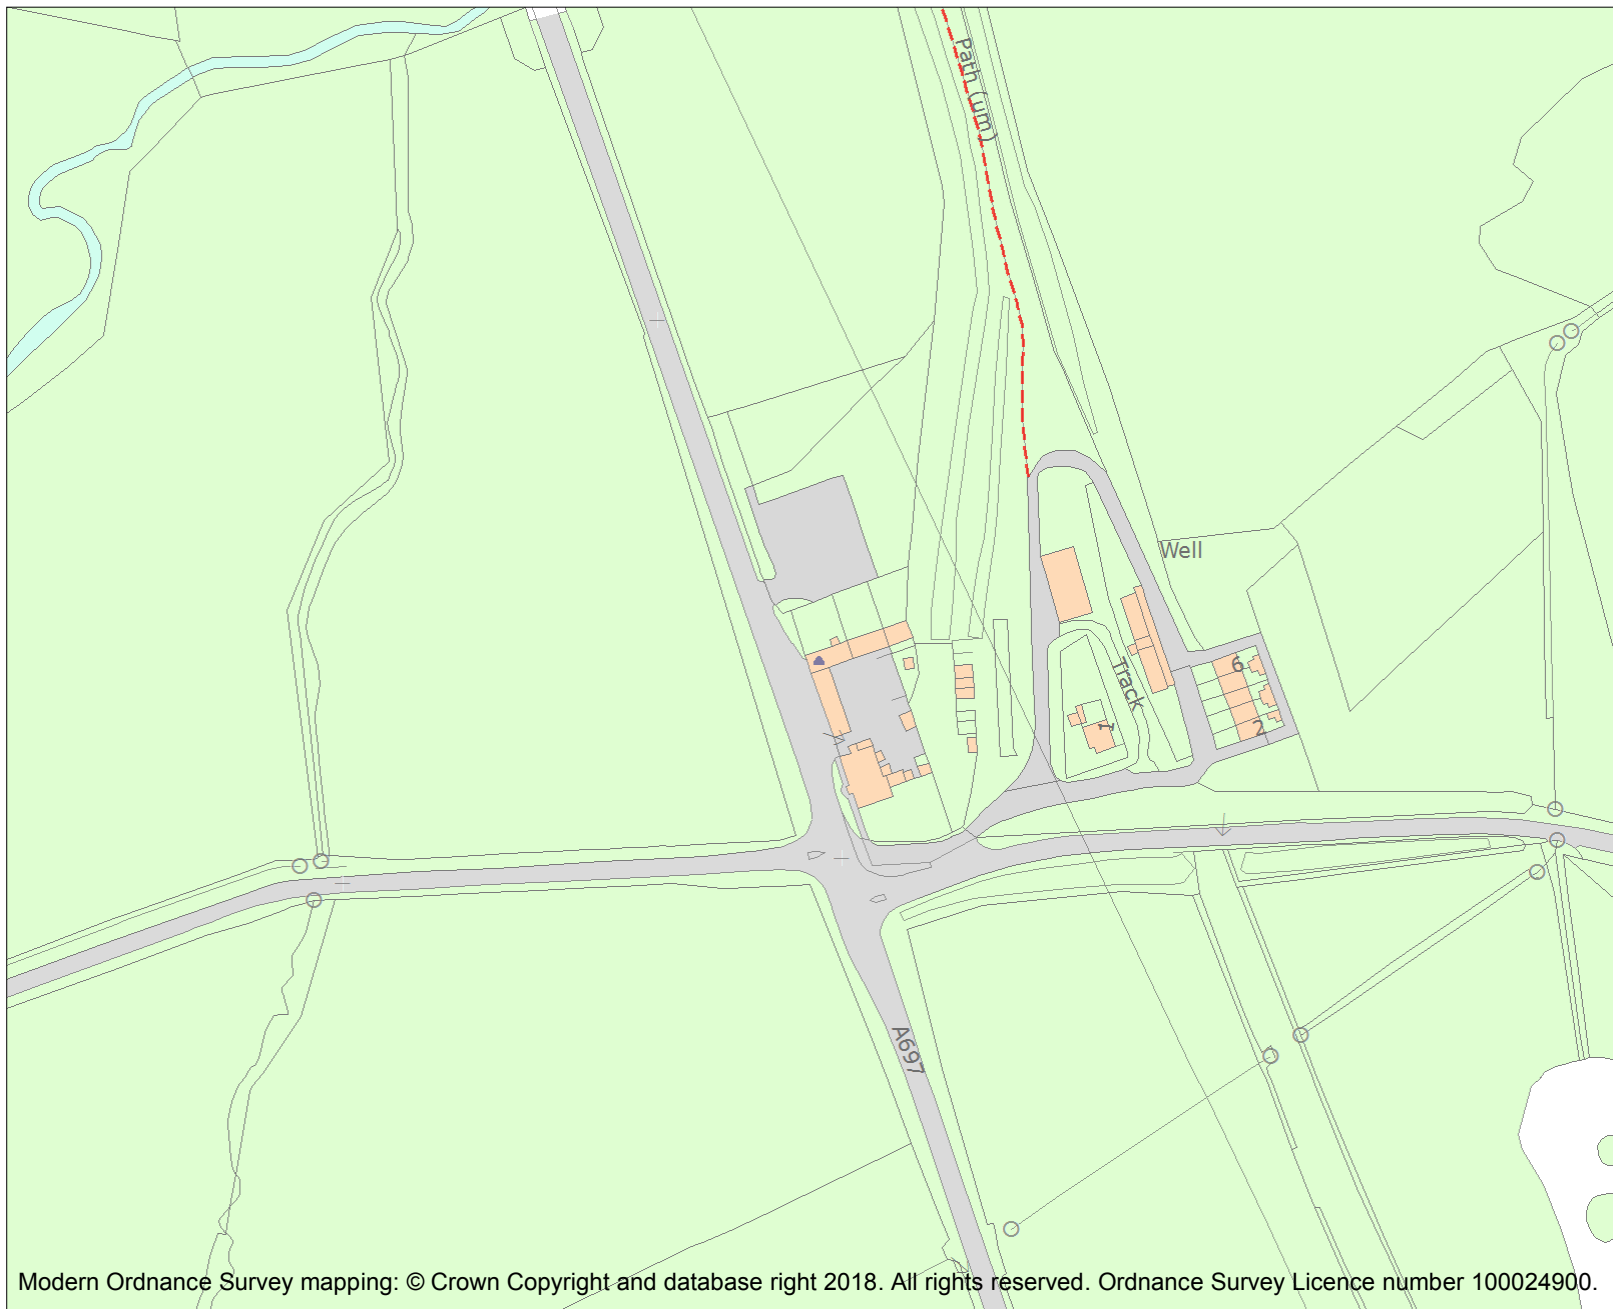 Path (um)
Well
Track
6
1
2
A697
Modern Ordnance Survey mapping: © Crown Copyright and database right 2018. All rights reserved. Ordnance Survey Licence number 100024900.